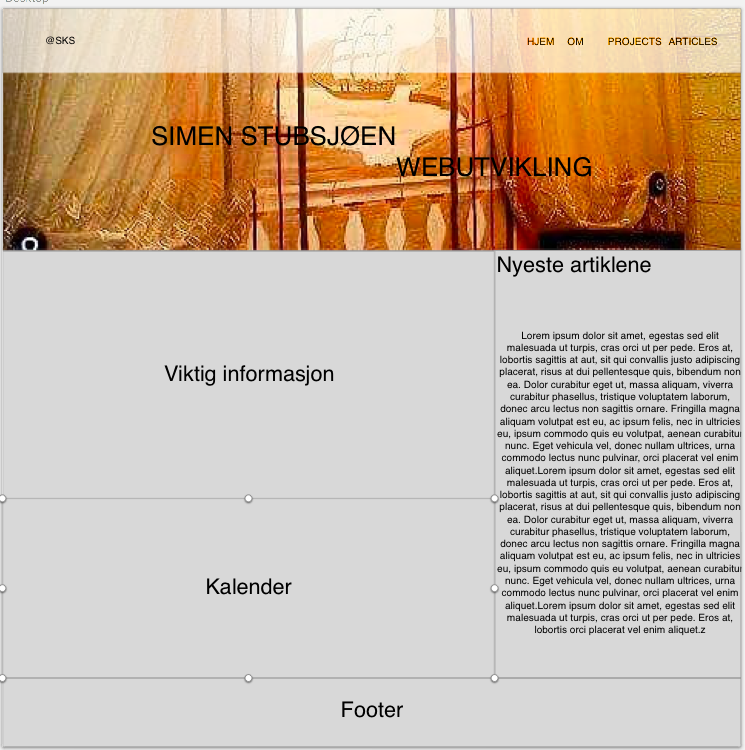 Desktop
@SKS
HJEM OM PROJECTS ARTICLES
SIMEN STUBSJØEN
WEBUTVIKLING
Nyeste artiklene
Viktig informasjon
Lorem ipsum dolor sit amet, egestas sed elit
malesuada ut turpis, cras orci ut per pede. Eros at,
lobortis sagittis at aut, sit qui convallis justo adipiscing
placerat, risus at dui pellentesque quis, bibendum non
ea. Dolor curabitur eget ut, massa aliquam, viverra
curabitur phasellus, tristique voluptatem laborum,
donec arcu lectus non sagittis ornare. Fringilla magna
aliquam volutpat est eu, ac ipsum felis, nec in ultricies
eu, ipsum commodo quis eu volutpat, aenean curabitur
nunc. Eget vehicula vel, donec nullam ultrices, urna
commodo lectus nunc pulvinar, orci placerat vel enim
aliquet.Lorem ipsum dolor sit amet, egestas sed elit
malesuada ut turpis, cras orci ut per pede. Eros at,
lobortis sagittis at aut, sit qui convallis justo adipiscing
placerat, risus at dui pellentesque quis, bibendum non
ea. Dolor curabitur eget ut, massa aliquam, viverra
curabitur phasellus, tristique voluptatem laborum,
donec arcu lectus non sagittis ornare. Fringilla magna
aliquam volutpat est eu, ac ipsum felis, nec in ultricies
eu, ipsum commodo quis eu volutpat, aenean curabitur
nunc. Eget vehicula vel, donec nullam ultrices, urna
commodo lectus nunc pulvinar, orci placerat vel enim
aliquet.Lorem ipsum dolor sit amet, egestas sed elit
malesuada ut turpis, cras orci ut per pede. Eros at,
lobortis orci placerat vel enim aliquet.z
Kalender
Footer